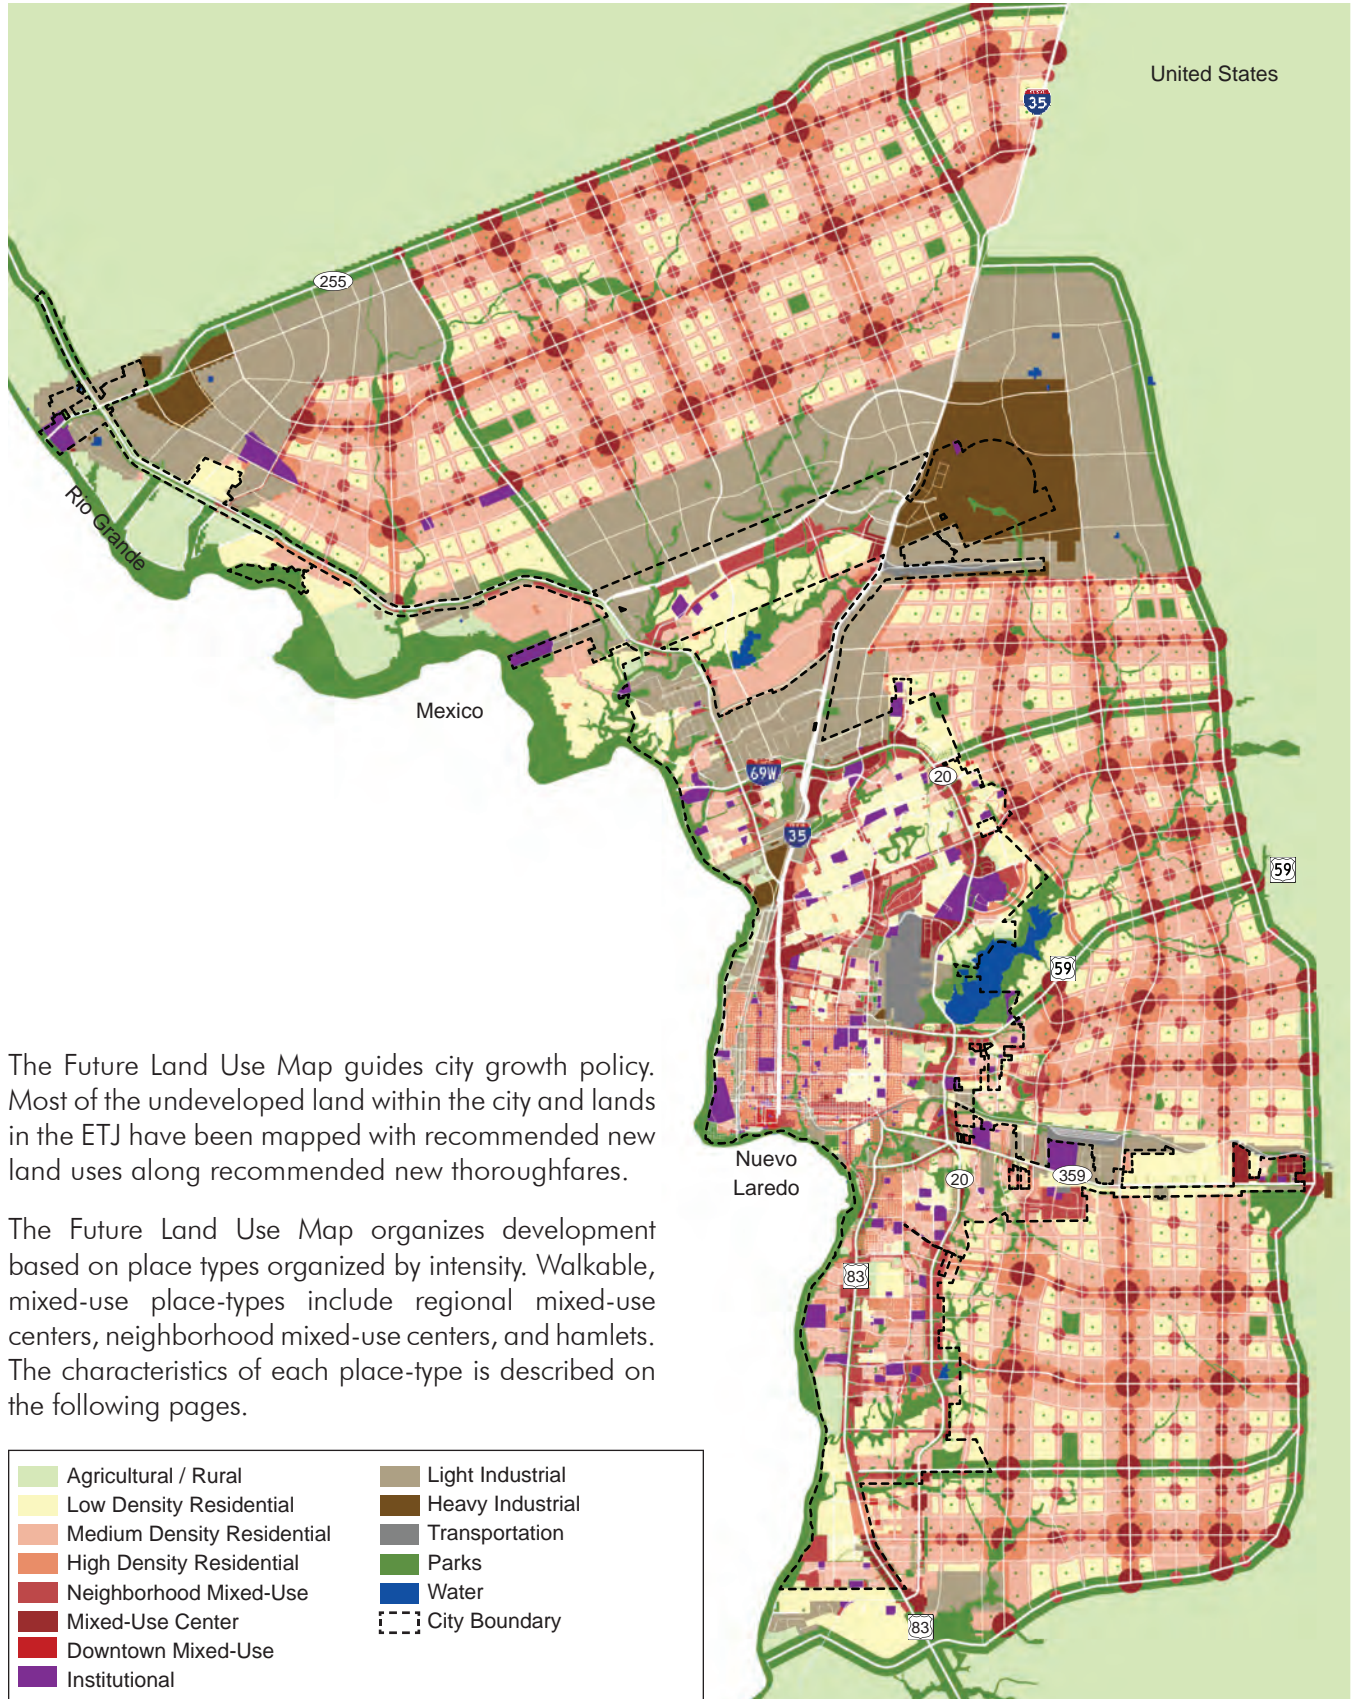 United States
35
255
Rio Grande
Mexico
69W
20
35
59
59
The Future Land Use Map guides city growth policy.
Most of the undeveloped land within the city and lands
in the ETJ have been mapped with recommended new
land uses along recommended new thoroughfares.
Nuevo
Laredo
20
359
The Future Land Use Map organizes development
based on place types organized by intensity. Walkable,
mixed-use place-types include regional mixed-use
centers, neighborhood mixed-use centers, and hamlets.
The characteristics of each place-type is described on
the following pages.
83
Agricultural / Rural
Low Density Residential
Medium Density Residential
High Density Residential
Neighborhood Mixed-Use
Mixed-Use Center
Downtown Mixed-Use
Institutional
Light Industrial
Heavy Industrial
Transportation
Parks
Water
City Boundary
83